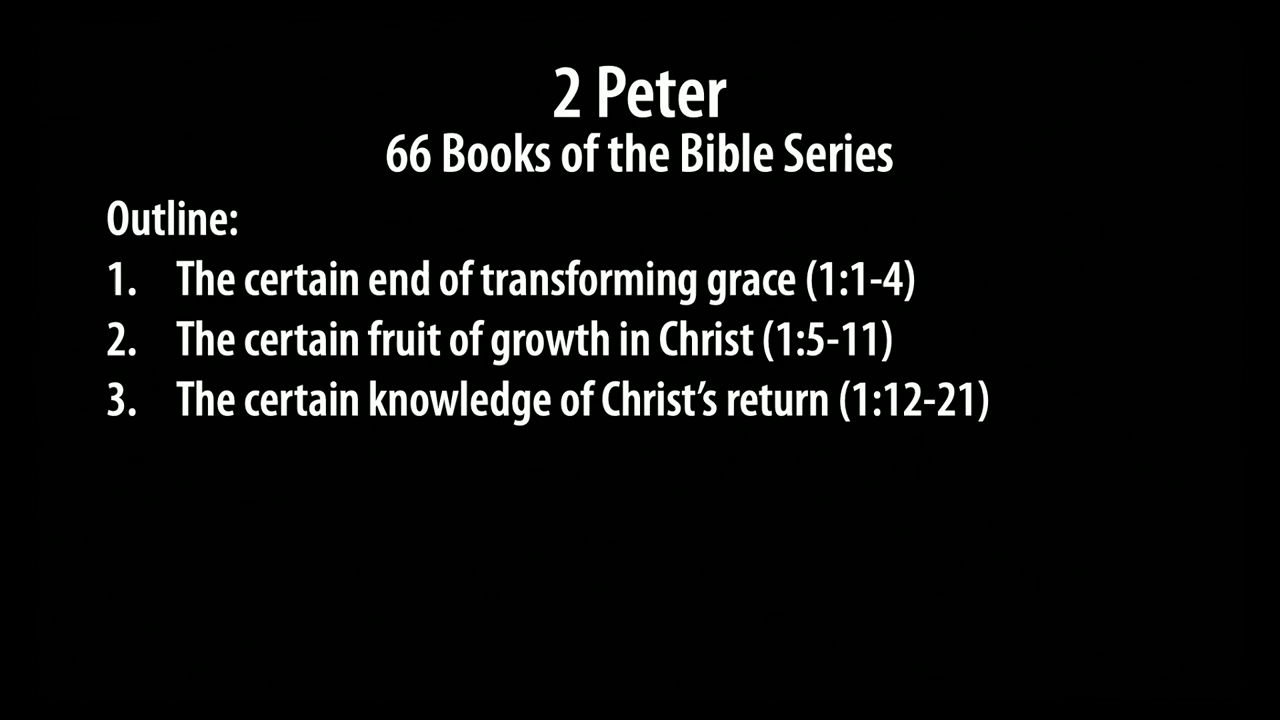 2 Peter
66 Books of the Bible Series
Outline:
1. The certain end of transforming grace (1:1-4)
2. The certain fruit of growth in Christ (1:5-11)
3. The certain knowledge of Christ’s return (1:12-21)